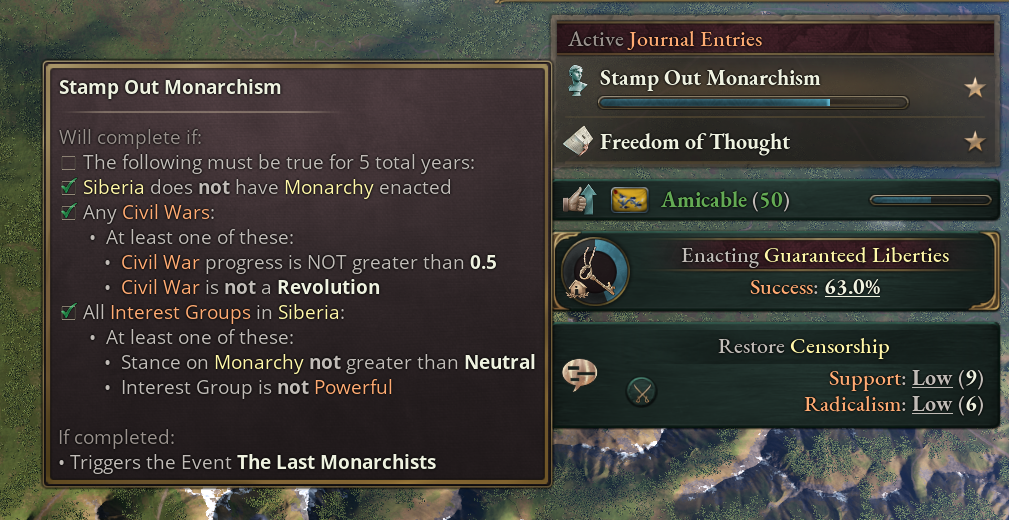 Stamp Out Monarchism
Will complete if:
The following must be true for 5 total years:
Siberia does not have Monarchy enacted
Any Civil Wars:
• At least one of these:
• Civil War progress is NOT greater than 0.5
• Civil War is not a Revolution
All Interest Groups in Siberia:
• At least one of these:
• Stance on Monarchy not greater than Neutral
• Interest Group is not Powerful
If completed:
• Triggers the Event The Last Monarchists
Active Journal Entries
Stamp Out Monarchism
Freedom of Thought
Amicable (50)
Enacting Guaranteed Liberties
Success: 63.0%
Restore Censorship
Support: Low (9)
Radicalism: Low (6)